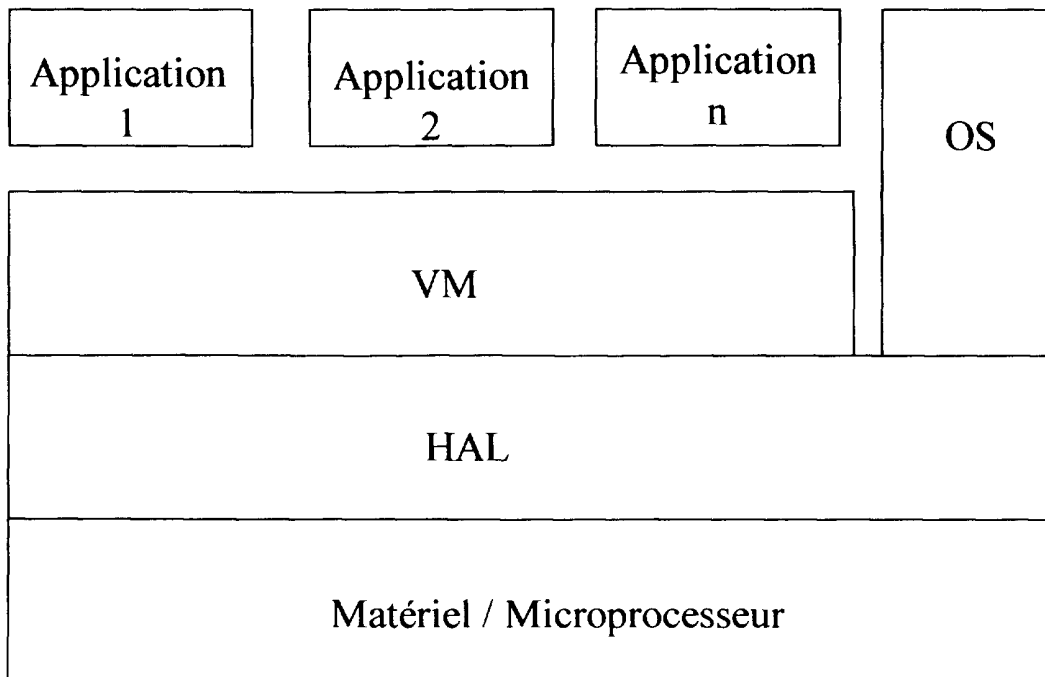 Application
1
Application
2
Application
n
OS
VM
HAL
Matériel / Microprocesseur